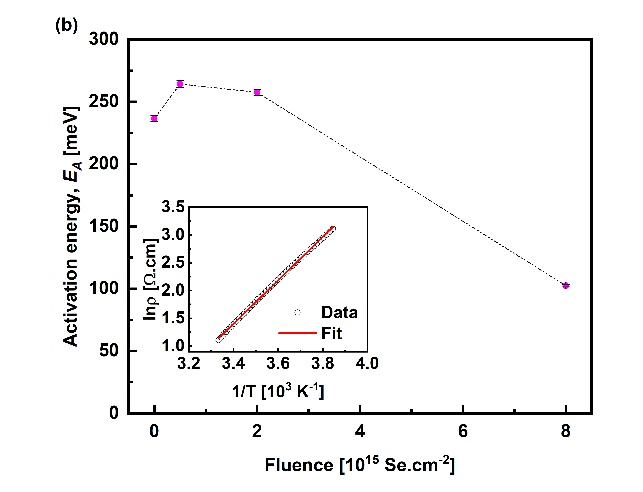 (b)
300
250
200
150
100
50
0
Activation energy, E_A [meV]
3.5
3.0
2.5
2.0
1.5
1.0
lnρ [Ω.cm]
Data
Fit
3.2 3.4 3.6 3.8 4.0
1/T [10³ K⁻¹]
0 2 4 6 8
Fluence [10¹⁵ Se.cm⁻²]